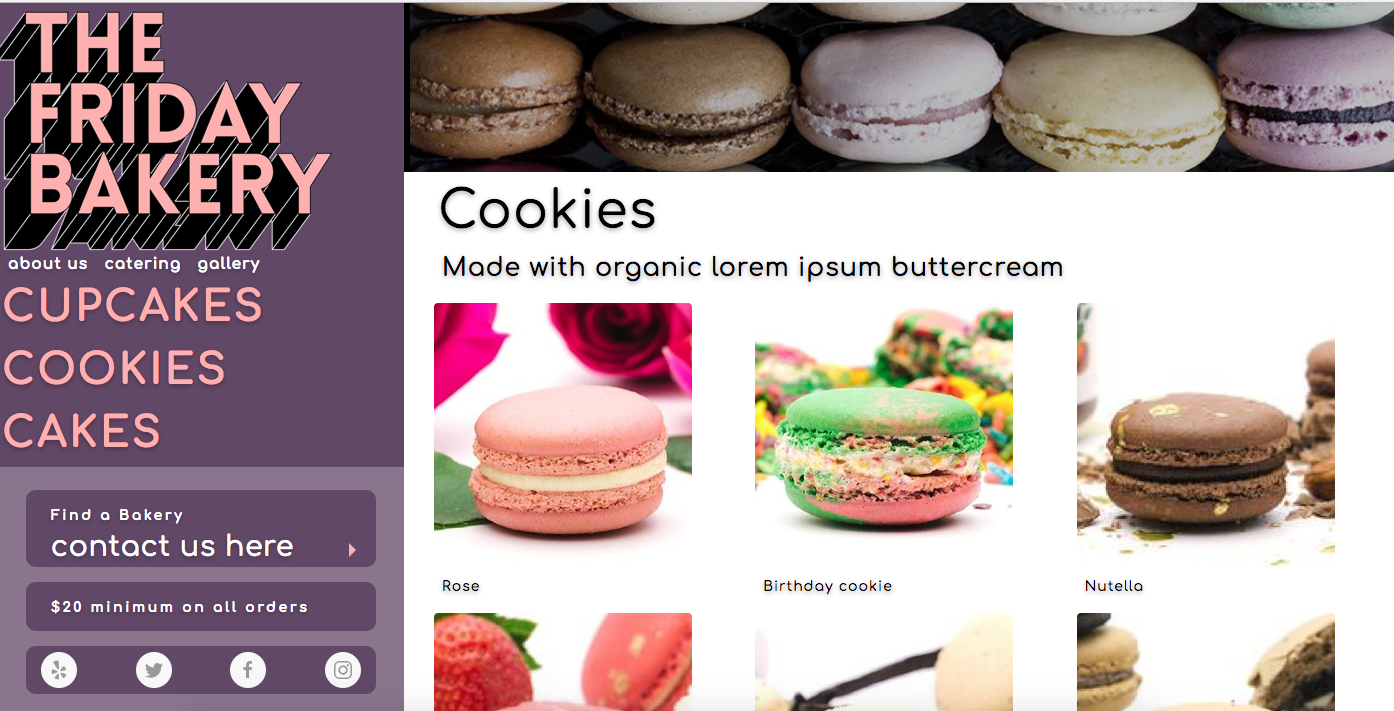 THE
FRIDAY
BAKERY
about us catering gallery
CUPCAKES
COOKIES
CAKES
Find a Bakery
contact us here
$20 minimum on all orders
Cookies
Made with organic lorem ipsum buttercream
Rose
Birthday cookie
Nutella